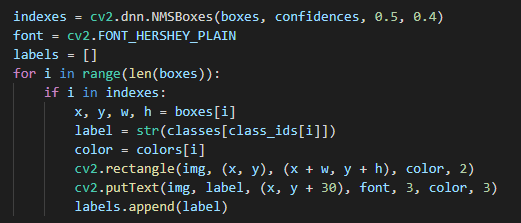 indexes = cv2.dnn.NMSBoxes(boxes, confidences, 0.5, 0.4)
font = cv2.FONT_HERSHEY_PLAIN
labels = []
for i in range(len(boxes)):
    if i in indexes:
        x, y, w, h = boxes[i]
        label = str(classes[class_ids[i]])
        color = colors[i]
        cv2.rectangle(img, (x, y), (x + w, y + h), color, 2)
        cv2.putText(img, label, (x, y + 30), font, 3, color, 3)
        labels.append(label)